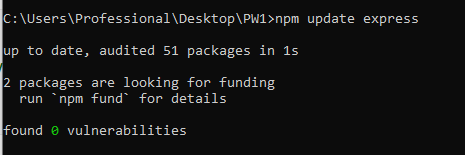 C:\Users\Professional\Desktop\PW1>npm update express
up to date, audited 51 packages in 1s
2 packages are looking for funding
run `npm fund` for details
found 0 vulnerabilities